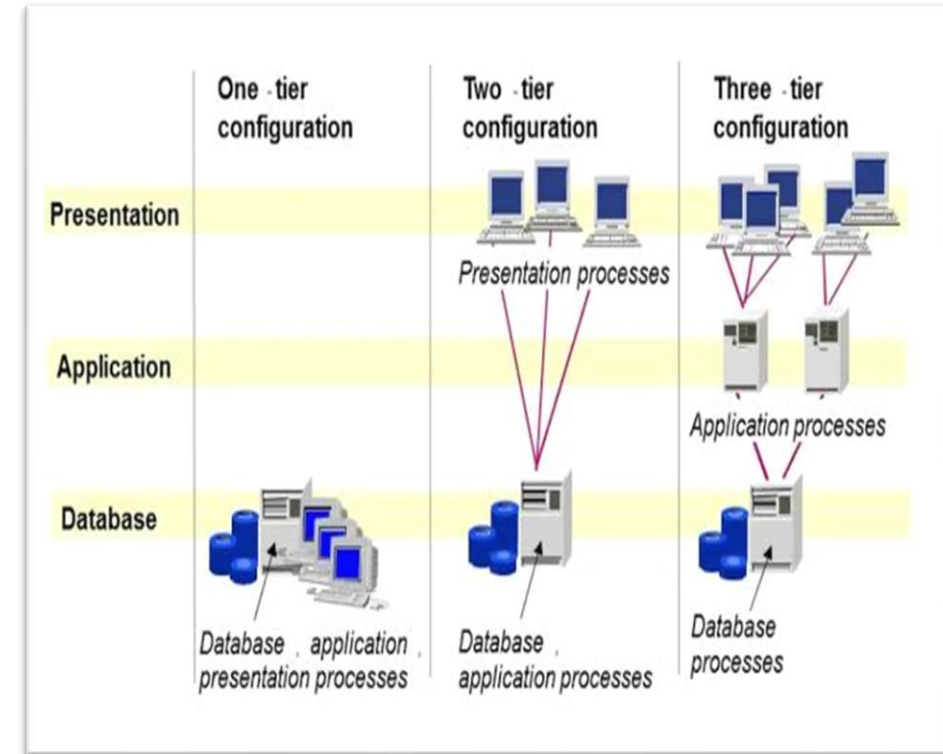 One - tier
configuration
Two - tier
configuration
Three - tier
configuration
Presentation
Presentation processes
Application
Application processes
Database
Database , application ,
presentation processes
Database ,
application processes
Database
processes